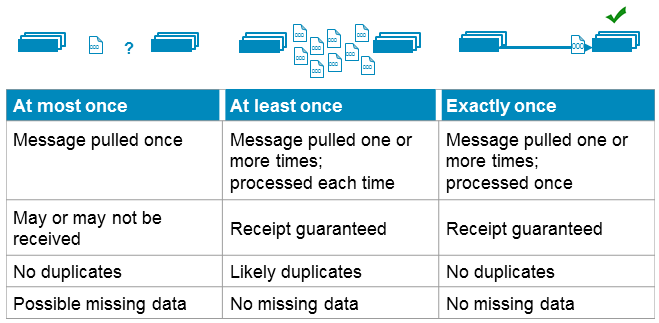 ?
At most once
At least once
Exactly once
Message pulled once
Message pulled one or
more times;
processed each time
Message pulled one or
more times;
processed once
May or may not be
received
Receipt guaranteed
Receipt guaranteed
No duplicates
Likely duplicates
No duplicates
Possible missing data
No missing data
No missing data